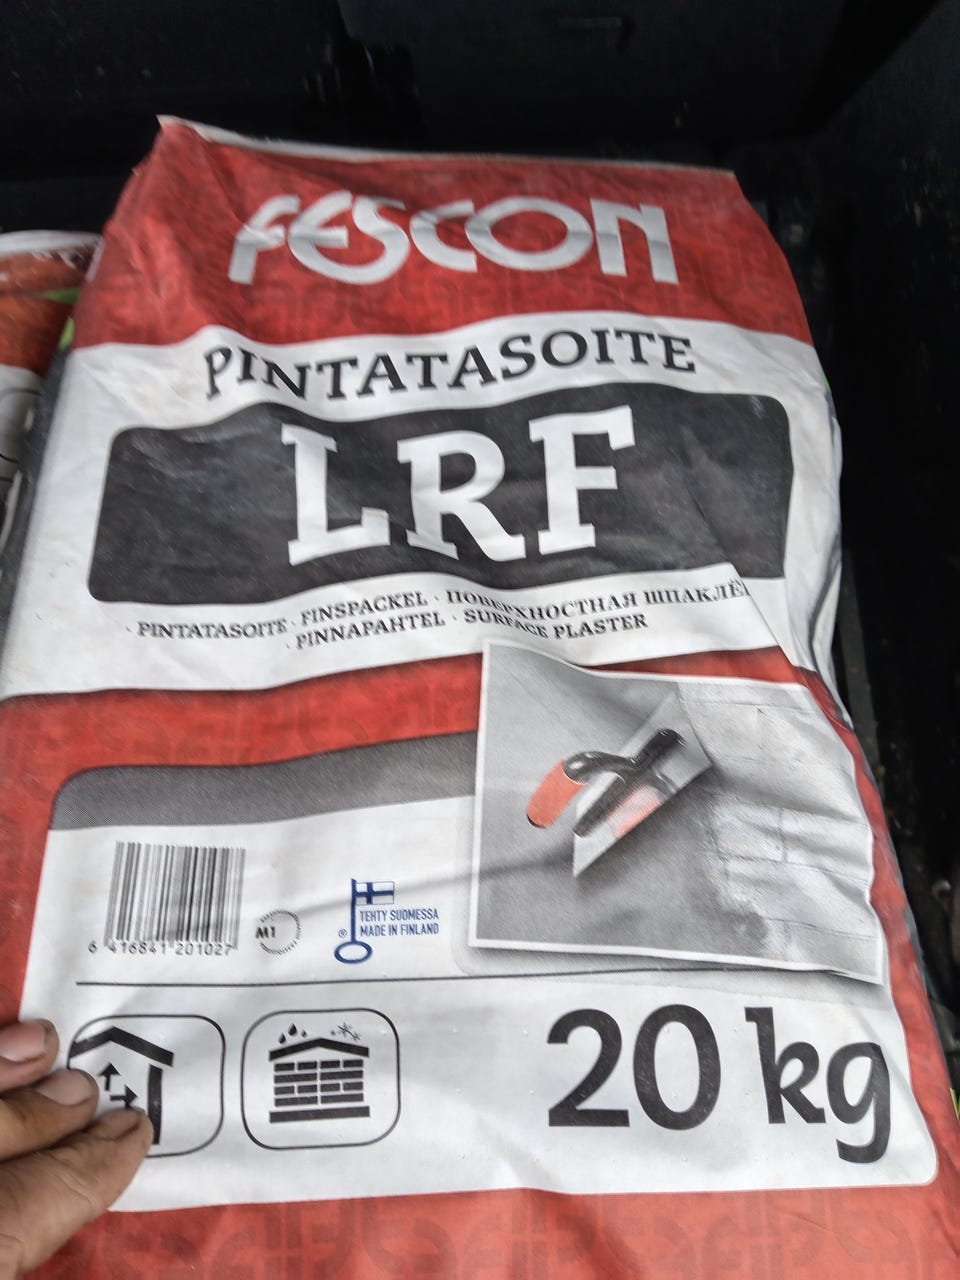 FESCON
PINTATASOITE
LRF
· PINTATASOITE · FINSPACKEL · ПОВЕРХНОСТНАЯ
· PINNAPAHTEL · SURFACE PLASTER
6 416841 201027
M1
® TEHTY SUOMESSA
MADE IN FINLAND
20 kg